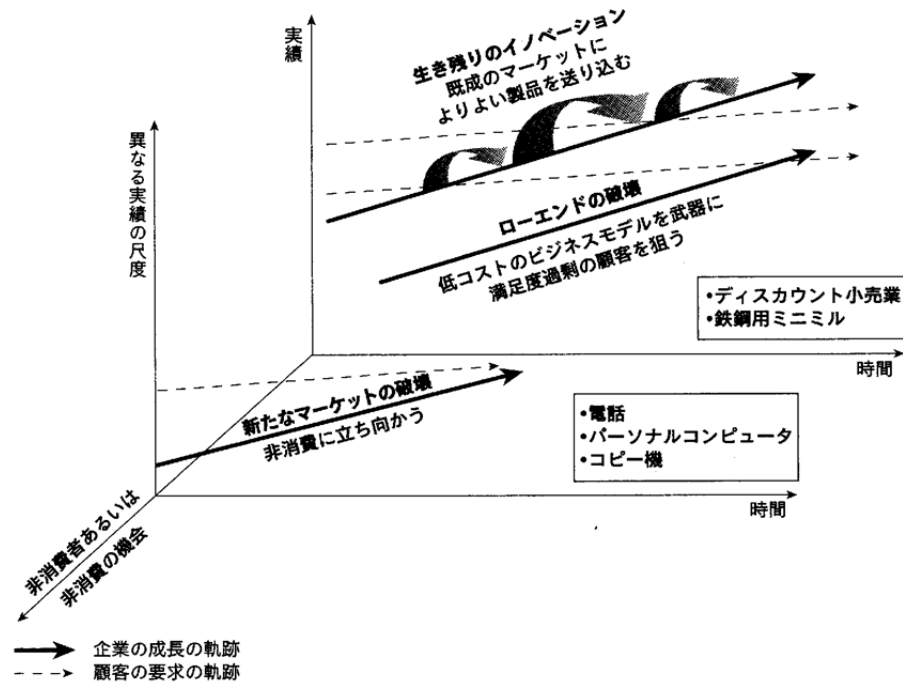 実績
生き残りのイノベーション
既成のマーケットに
よりよい製品を送り込む
異なる実績の尺度
ローエンドの破壊
低コストのビジネスモデルを武器に
満足度過剰の顧客を狙う
•ディスカウント小売業
•鉄鋼用ミニミル
時間
新たなマーケットの破壊
非消費に立ち向かう
•電話
•パーソナルコンピュータ
•コピー機
時間
非消費者あるいは
非消費の機会
企業の成長の軌跡
顧客の要求の軌跡